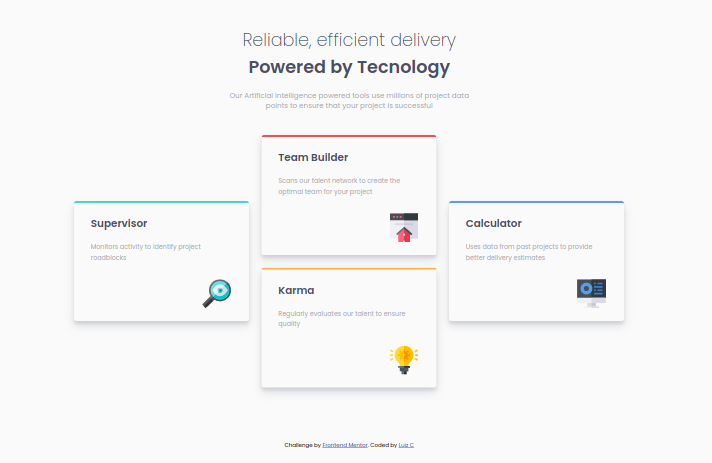 Reliable, efficient delivery
Powered by Tecnology
Our Artificial Intelligence powered tools use millions of project data
points to ensure that your project is successful
Team Builder
Scans our talent network to create the
optimal team for your project
Supervisor
Monitors activity to identify project
roadblocks
Calculator
Uses data from past projects to provide
better delivery estimates
Karma
Regularly evaluates our talent to ensure
quality
Challenge by Frontend Mentor. Coded by Luis C